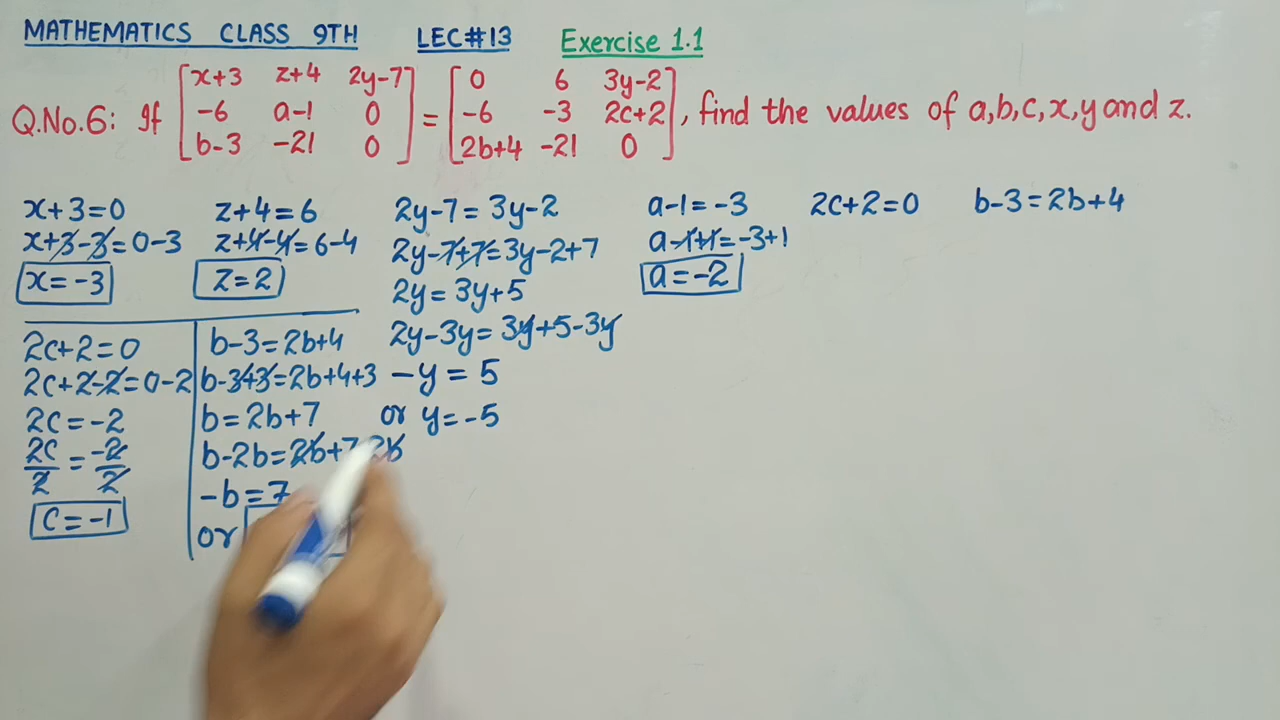 MATHEMATICS CLASS 9TH LEC#13 Exercise 1.1
Q.No.6: If [x+3 z+4 2y-7 = [0 6 3y-2
-6 a-1 0 -6 -3 2c+2
b-3 -21 0] 2b+4 -21 0], find the values of a,b,c,x,y and z.
x+3=0
x+3-3=0-3
x=-3
z+4=6
z+4-4=6-4
z=2
2y-7=3y-2
2y-7+7=3y-2+7
2y=3y+5
2y-3y=3y+5-3y
-y=5
or y=-5
a-1=-3
a-1+1=-3+1
a=-2
2c+2=0
b-3=2b+4
2c+2=0
2c+2-2=0-2
2c=-2
2c/2=-2/2
c=-1
b-3=2b+4
b-3+3=2b+4+3
b=2b+7
b-2b=2b+7 2b
-b=7
or